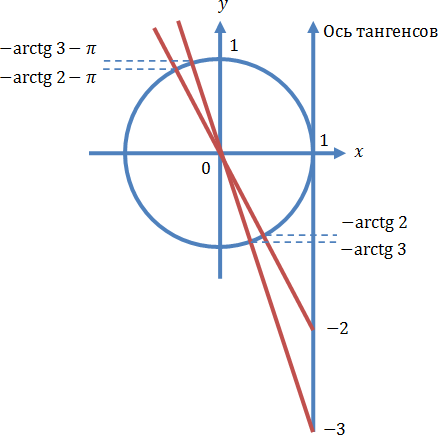 y
Ось тангенсов
−arctg 3 − π
1
−arctg 2 − π
1
x
0
−arctg 2
−arctg 3
−2
−3